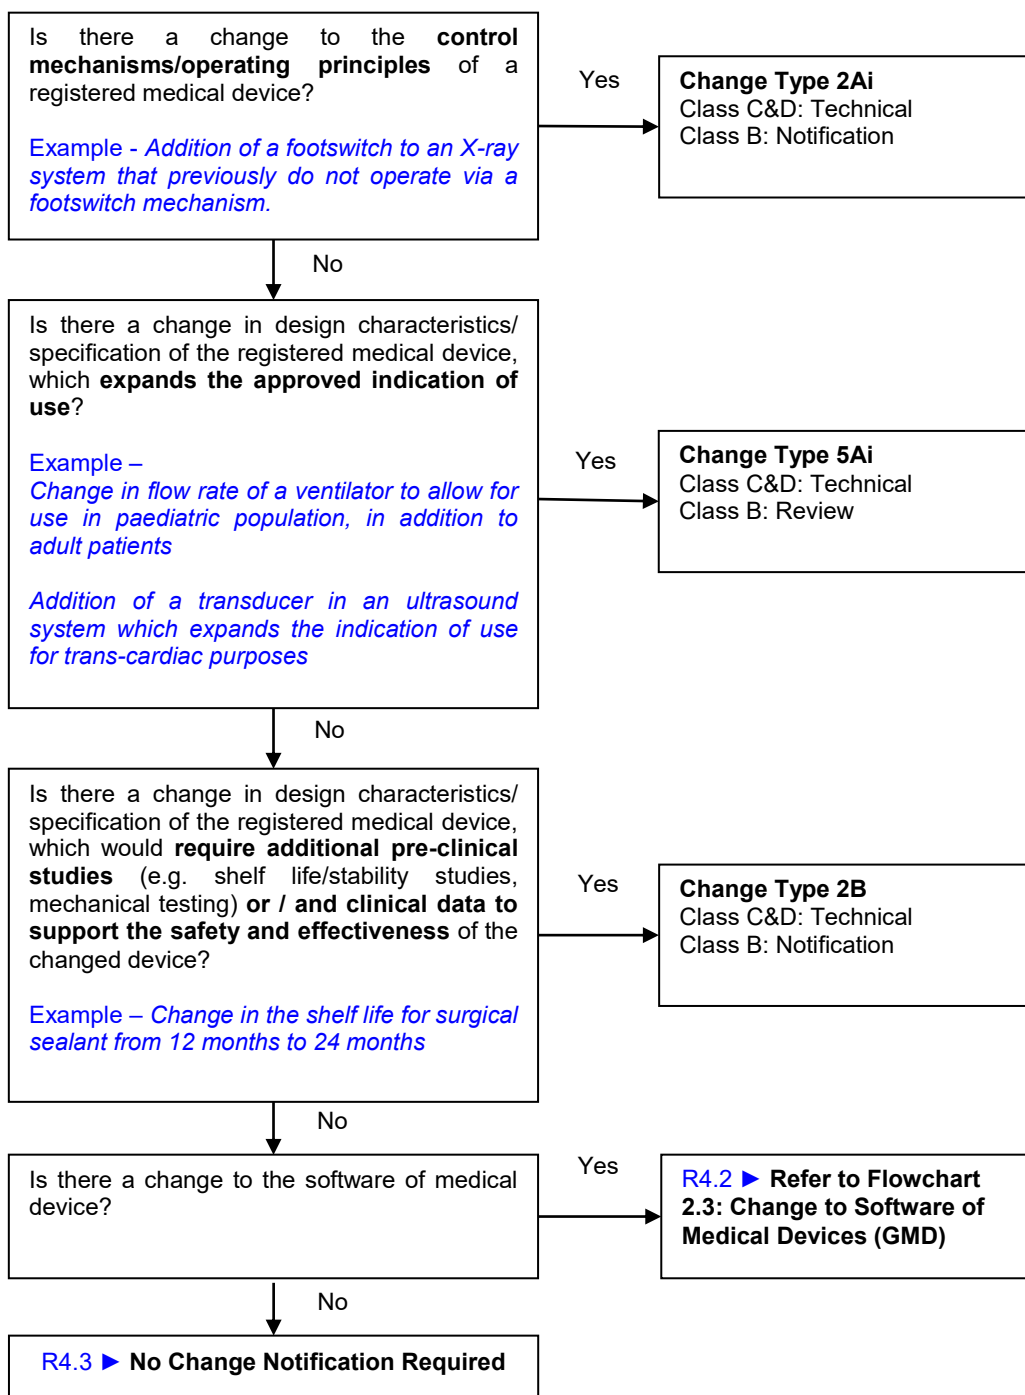 Is there a change to the control
mechanisms/operating principles of a
registered medical device?
Example - Addition of a footswitch to an X-ray
system that previously do not operate via a
footswitch mechanism.
Yes
Change Type 2Ai
Class C&D: Technical
Class B: Notification
No
Is there a change in design characteristics/
specification of the registered medical device,
which expands the approved indication of
use?
Example –
Change in flow rate of a ventilator to allow for
use in paediatric population, in addition to
adult patients
Addition of a transducer in an ultrasound
system which expands the indication of use
for trans-cardiac purposes
Yes
Change Type 5Ai
Class C&D: Technical
Class B: Review
No
Is there a change in design characteristics/
specification of the registered medical device,
which would require additional pre-clinical
studies (e.g. shelf life/stability studies,
mechanical testing) or / and clinical data to
support the safety and effectiveness of the
changed device?
Example – Change in the shelf life for surgical
sealant from 12 months to 24 months
Yes
Change Type 2B
Class C&D: Technical
Class B: Notification
No
Is there a change to the software of medical
device?
Yes
R4.2 ► Refer to Flowchart
2.3: Change to Software of
Medical Devices (GMD)
No
R4.3 ► No Change Notification Required